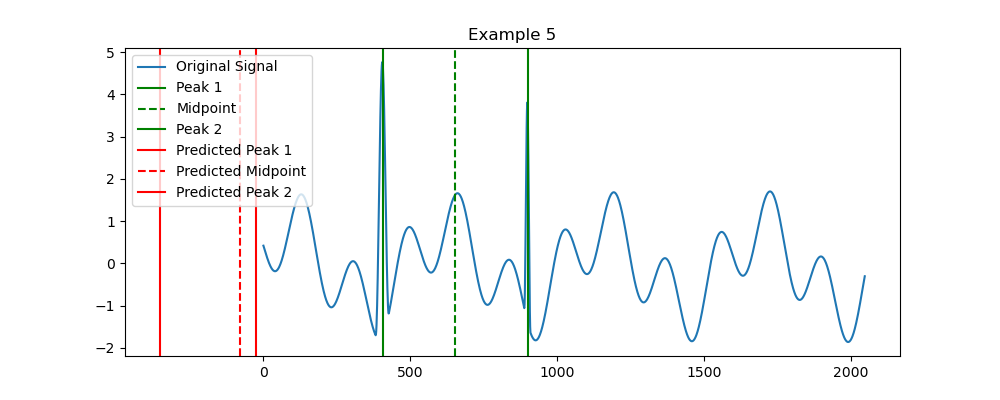 Example 5
5
4
3
2
1
0
−1
−2
Original Signal
Peak 1
Midpoint
Peak 2
Predicted Peak 1
Predicted Midpoint
Predicted Peak 2
0 500 1000 1500 2000